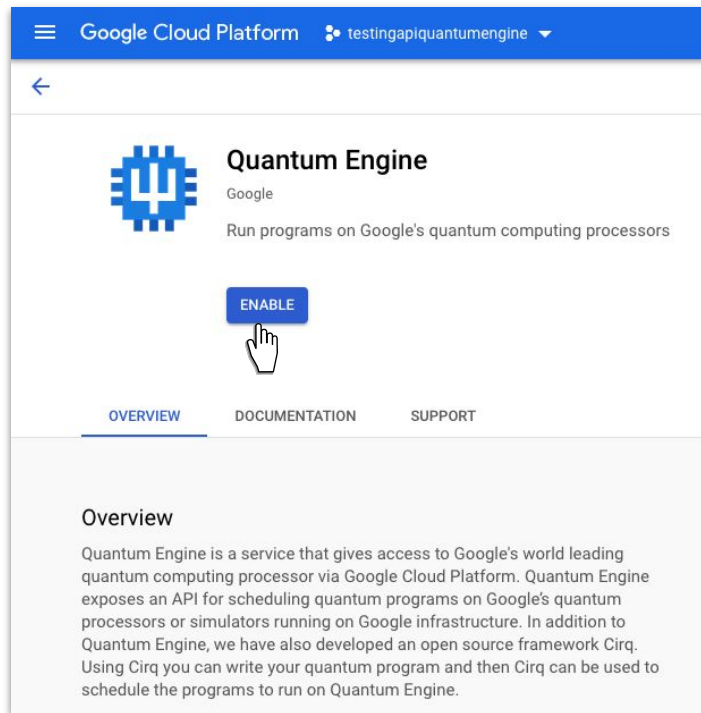 Google Cloud Platform testingapiquantumengine
Quantum Engine
Google
Run programs on Google's quantum computing processors
ENABLE
OVERVIEW DOCUMENTATION SUPPORT
Overview
Quantum Engine is a service that gives access to Google's world leading
quantum computing processor via Google Cloud Platform. Quantum Engine
exposes an API for scheduling quantum programs on Google's quantum
processors or simulators running on Google infrastructure. In addition to
Quantum Engine, we have also developed an open source framework Cirq.
Using Cirq you can write your quantum program and then Cirq can be used to
schedule the programs to run on Quantum Engine.